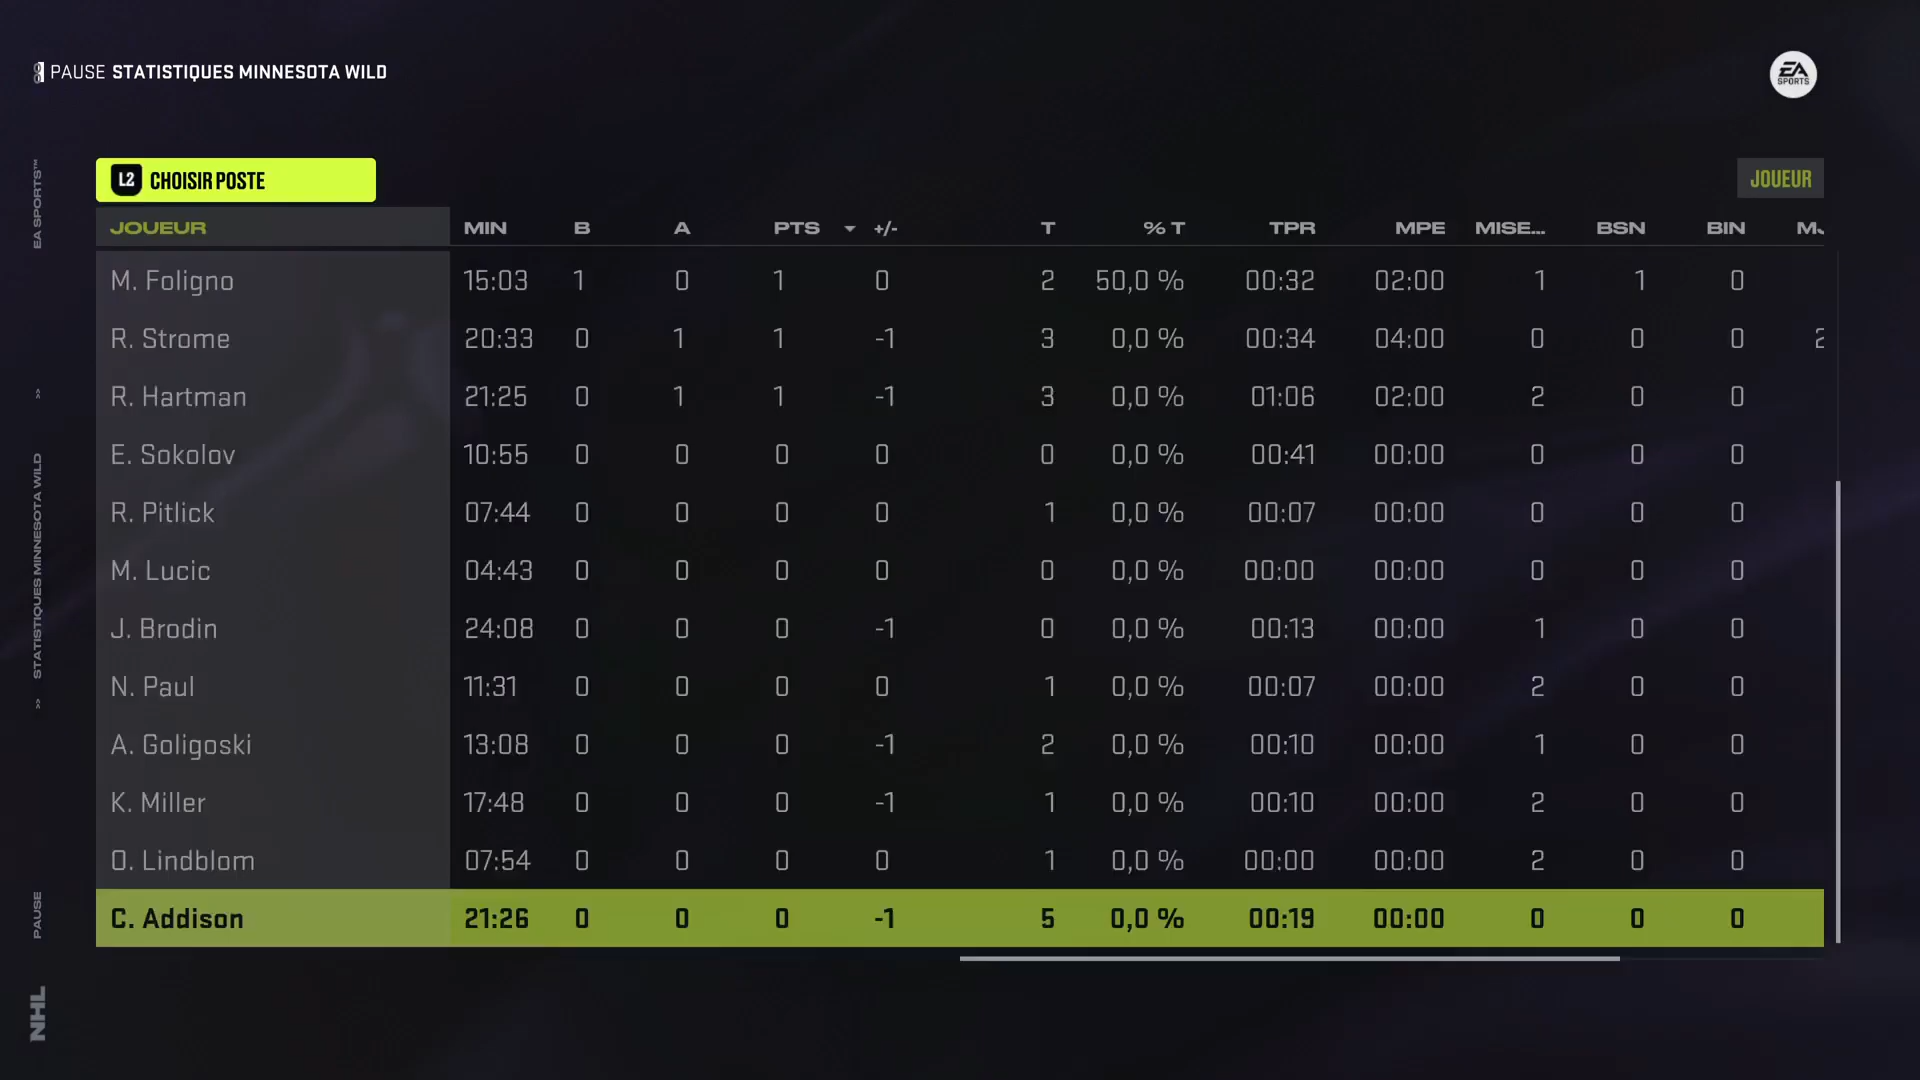 PAUSE STATISTIQUES MINNESOTA WILD
EA SPORTS
L2 CHOISIR POSTE
JOUEUR
JOUEUR MIN B A PTS +/- T % T TPR MPE MISE... BSN BIN
M. Foligno 15:03 1 0 1 0 2 50,0 % 00:32 02:00 1 1 0
R. Strome 20:33 0 1 1 -1 3 0,0 % 00:34 04:00 0 0 0 2
R. Hartman 21:25 0 1 1 -1 3 0,0 % 01:06 02:00 2 0 0
E. Sokolov 10:55 0 0 0 0 0 0,0 % 00:41 00:00 0 0 0
R. Pitlick 07:44 0 0 0 0 1 0,0 % 00:07 00:00 0 0 0
M. Lucic 04:43 0 0 0 0 0 0,0 % 00:00 00:00 0 0 0
J. Brodin 24:08 0 0 0 -1 0 0,0 % 00:13 00:00 1 0 0
N. Paul 11:31 0 0 0 0 1 0,0 % 00:07 00:00 2 0 0
A. Goligoski 13:08 0 0 0 -1 2 0,0 % 00:10 00:00 1 0 0
K. Miller 17:48 0 0 0 -1 1 0,0 % 00:10 00:00 2 0 0
O. Lindblom 07:54 0 0 0 0 1 0,0 % 00:00 00:00 2 0 0
C. Addison 21:26 0 0 0 -1 5 0,0 % 00:19 00:00 0 0 0
EA SPORTS™
STATISTIQUES MINNESOTA WILD
PAUSE
NHL